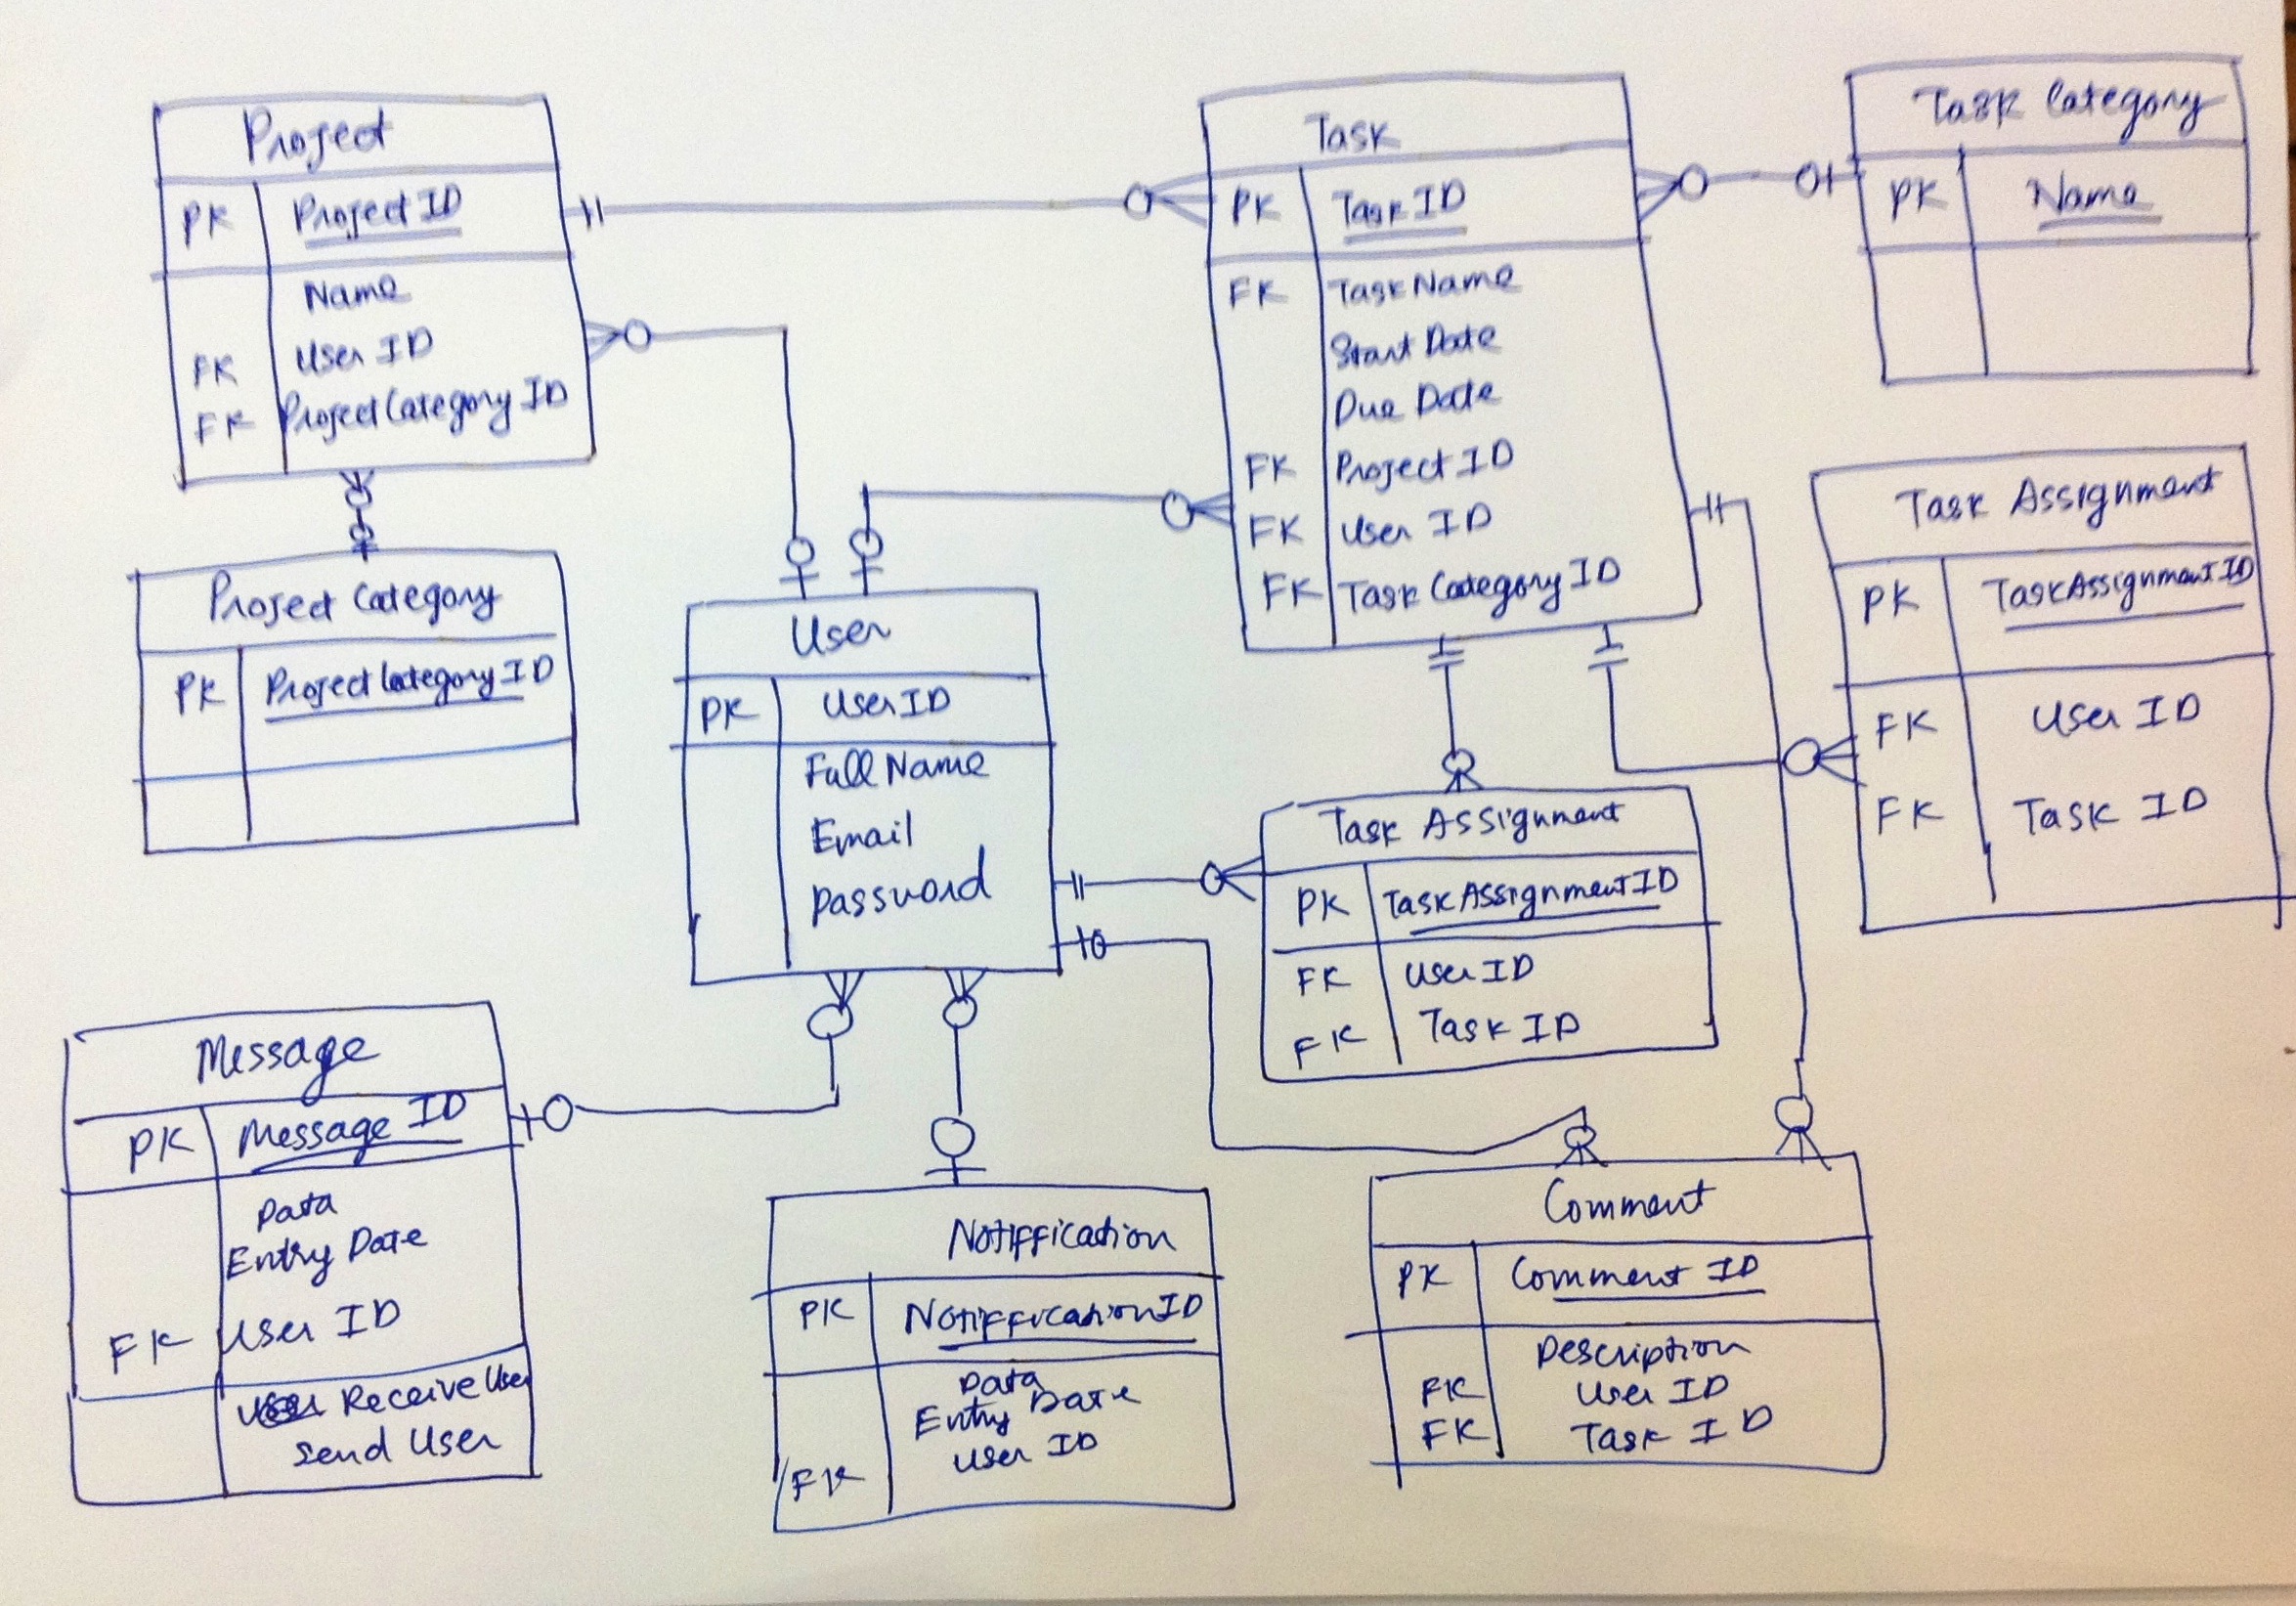 Project
PK Project ID
Name
FK User ID
FK Project Category ID
Task
PK Task ID
FK Task Name
Start Date
Due Date
FK Project ID
FK User ID
FK Task Category ID
Task Category
PK Name
Project Category
PK Project Category ID
User
PK User ID
Full Name
Email
Password
Task Assignment
PK Task Assignment ID
FK User ID
FK Task ID
Task Assignment
PK Task Assignment ID
FK User ID
FK Task ID
Message
PK Message ID
Data
Entry Date
FK User ID
Receive User
Send User
Notiffication
PK Notiffication ID
Data
Entry Date
FK User ID
Comment
PK Comment ID
Description
FK User ID
FK Task ID